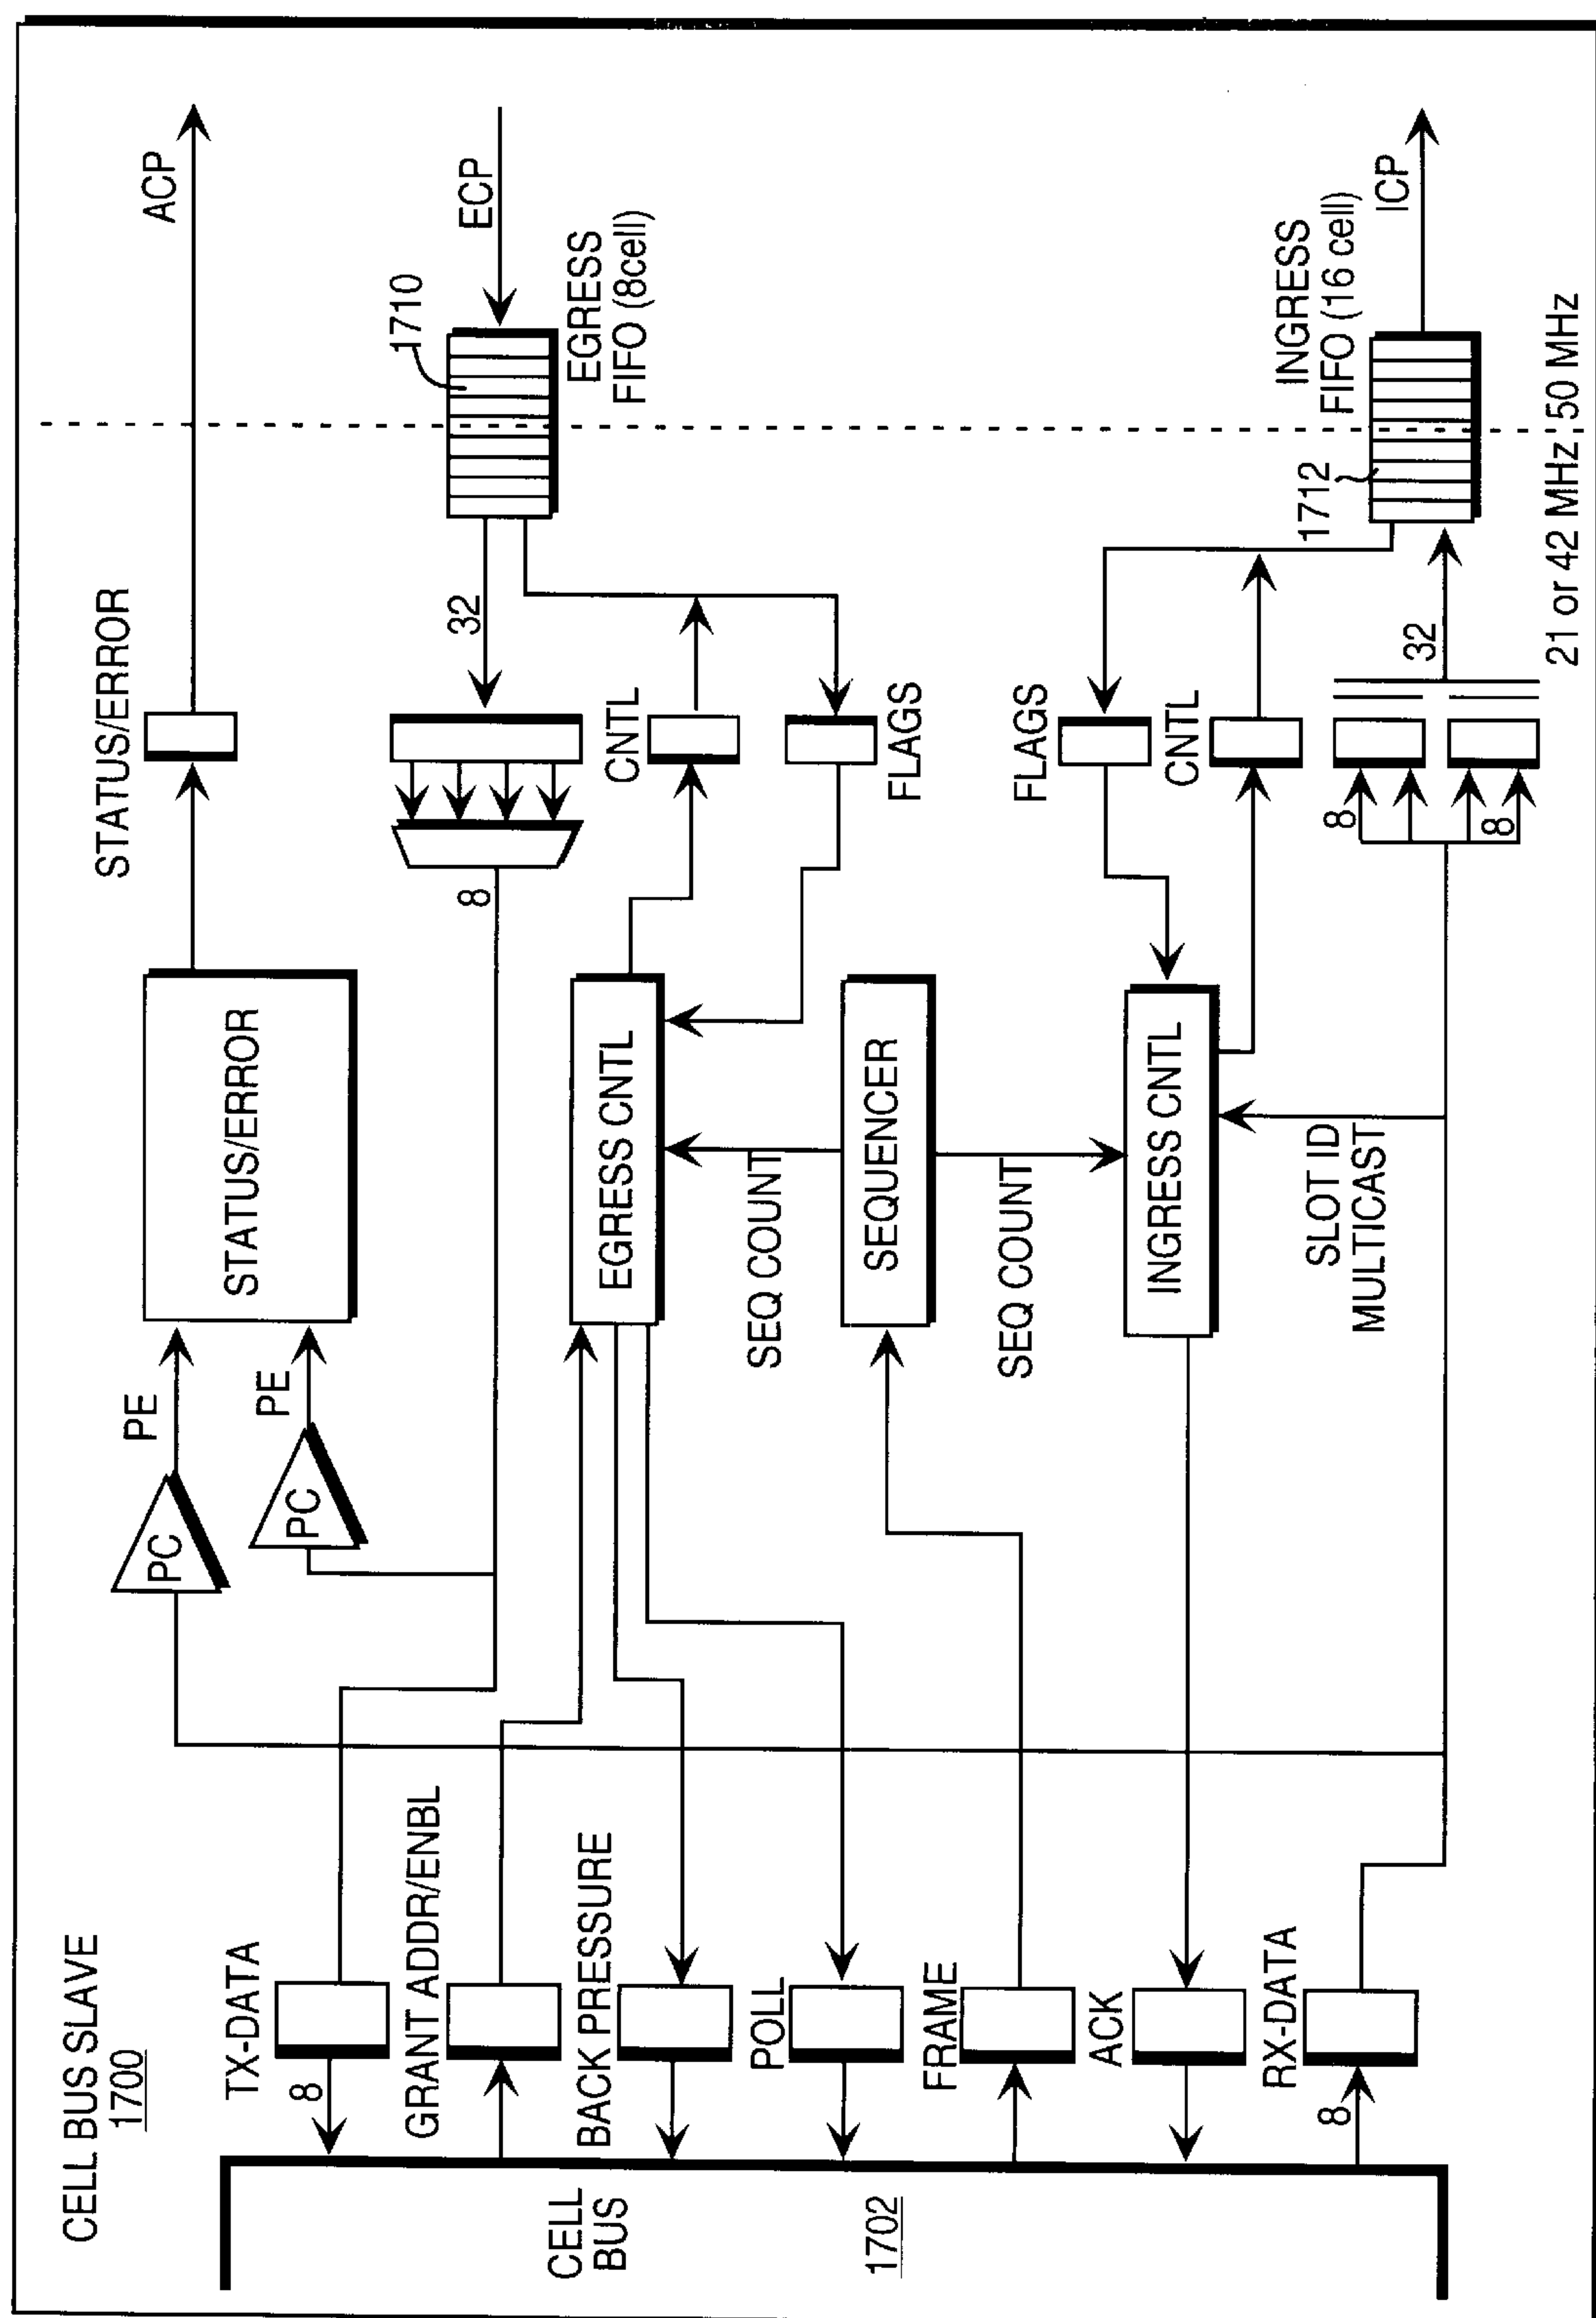 CELL BUS SLAVE
1700
CELL
BUS
1702
TX-DATA
8
GRANT ADDR/ENBL
BACK PRESSURE
POLL
FRAME
ACK
RX-DATA
8
PC
PE
PC
PE
STATUS/ERROR
STATUS/ERROR
ACP
8
32
1710
ECP
EGRESS
FIFO (8cell)
EGRESS CNTL
CNTL
FLAGS
SEQ COUNT
SEQUENCER
SEQ COUNT
INGRESS CNTL
FLAGS
CNTL
SLOT ID
MULTICAST
8
8
32
1712
INGRESS
FIFO (16 cell)
ICP
21 or 42 MHz
50 MHz